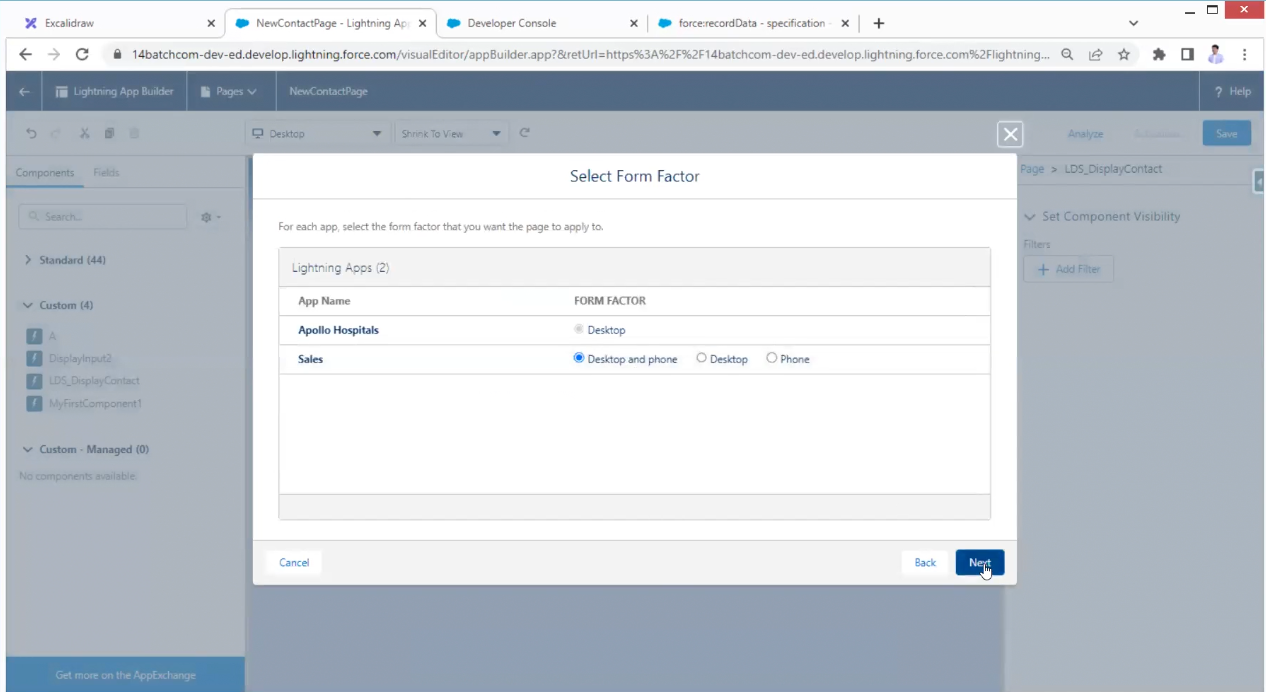 Excalidraw
NewContactPage - Lightning Ap
Developer Console
force:recordData - specification
14batchcom-dev-ed.develop.lightning.force.com/visualEditor/appBuilder.app?&retUrl=https%3A%2F%2F14batchcom-dev-ed.develop.lightning.force.com%2Flightning...
Lightning App Builder
Pages
NewContactPage
? Help
Desktop
Shrink To View
Analyze
Save
Components
Fields
Page > LDS_DisplayContact
Select Form Factor
Search...
Set Component Visibility
For each app, select the form factor that you want the page to apply to.
Filters
Standard (44)
Lightning Apps (2)
+ Add Filter
App Name
FORM FACTOR
Custom (4)
Apollo Hospitals
Desktop
A
DisplayInput2
Sales
Desktop and phone
Desktop
Phone
LDS_DisplayContact
MyFirstComponent1
Custom - Managed (0)
No components available.
Cancel
Back
Next
Get more on the AppExchange